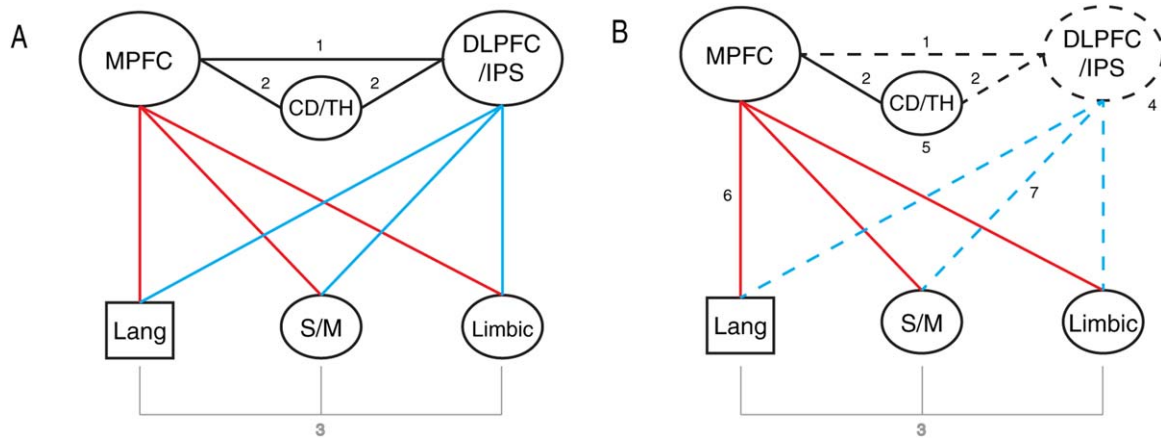 A
MPFC
1
2
2
CD/TH
DLPFC
/IPS
Lang
S/M
Limbic
3
B
MPFC
1
2
2
CD/TH
5
DLPFC
/IPS
4
6
7
Lang
S/M
Limbic
3